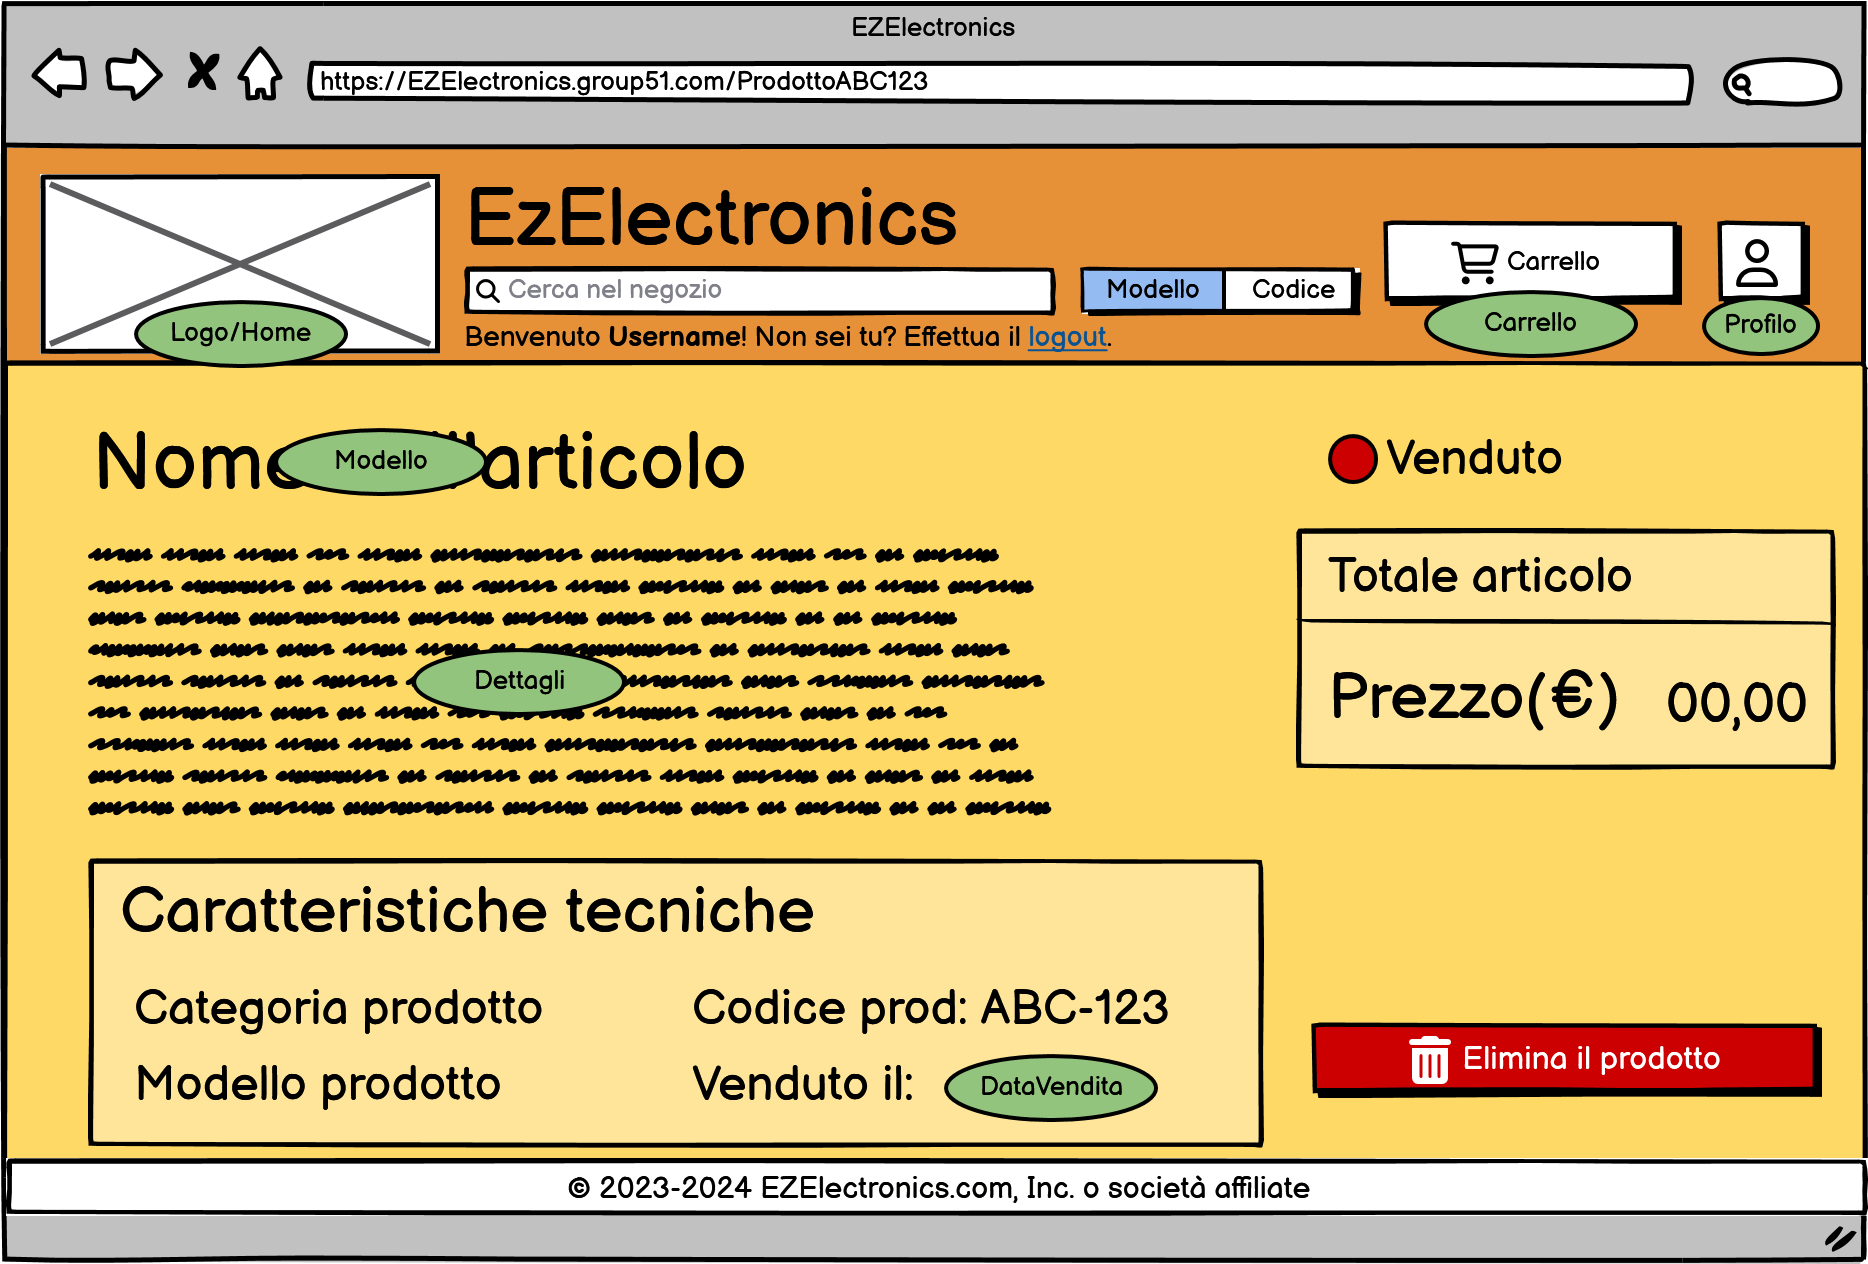 EZElectronics
https://EZElectronics.group51.com/ProdottoABC123
EzElectronics
Cerca nel negozio
Modello
Codice
Carrello
Logo/Home
Benvenuto Username! Non sei tu? Effettua il logout.
Carrello
Profilo
articolo
Modello
Venduto
Totale articolo
Dettagli
Prezzo(€) 00,00
Caratteristiche tecniche
Categoria prodotto
Codice prod: ABC-123
Modello prodotto
Venduto il:
DataVendita
Elimina il prodotto
© 2023-2024 EZElectronics.com, Inc. o società affiliate